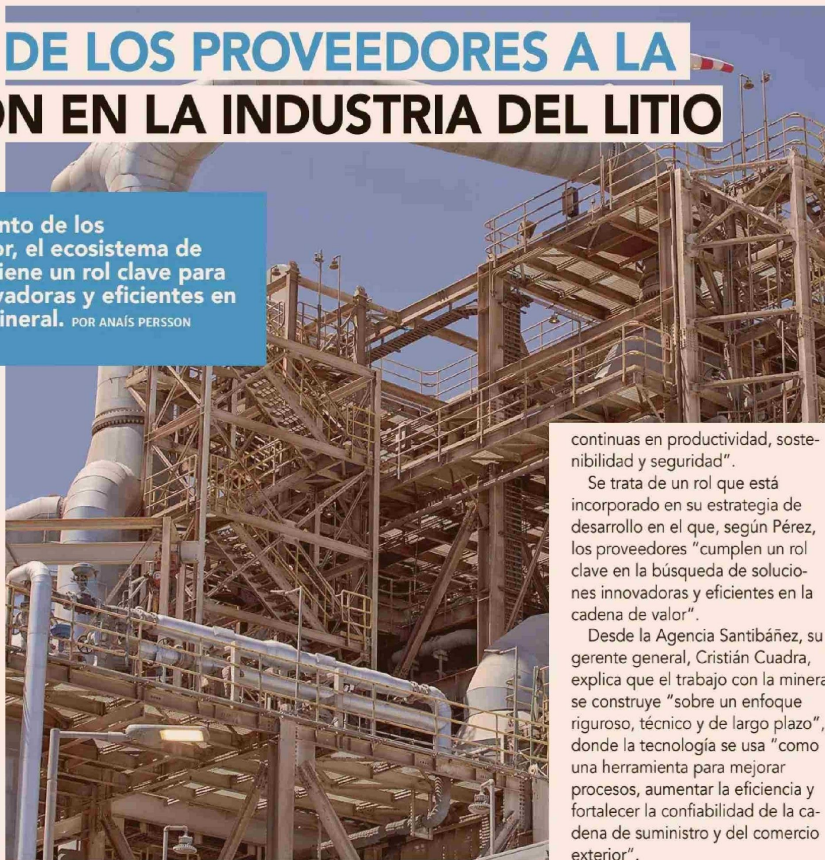 DE LOS PROVEEDORES A LA
ÓN EN LA INDUSTRIA DEL LITIO
nto de los
or, el ecosistema de
iene un rol clave para
vadoras y eficientes en
ineral. POR ANAÍS PERSSON
continuas en productividad, soste-
nibilidad y seguridad".
Se trata de un rol que está
incorporado en su estrategia de
desarrollo en el que, según Pérez,
los proveedores "cumplen un rol
clave en la búsqueda de solucio-
nes innovadoras y eficientes en la
cadena de valor".
Desde la Agencia Santibáñez, su
gerente general, Cristián Cuadra,
explica que el trabajo con la minera
se construye "sobre un enfoque
riguroso, técnico y de largo plazo",
donde la tecnología se usa "como
una herramienta para mejorar
procesos, aumentar la eficiencia y
fortalecer la confiabilidad de la ca-
dena de suministro y del comercio
exterior".